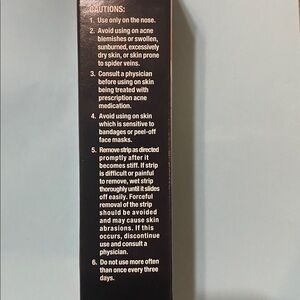 CAUTIONS:
1. Use only on the nose.
2. Avoid using on acne
blemishes or swollen,
sunburned, excessively
dry skin, or skin prone
to spider veins.
3. Consult a physician
before using on skin
being treated with
prescription acne
medication.
4. Avoid using on skin
which is sensitive to
bandages or peel-off
face masks.
5. Remove strip as directed
promptly after it
becomes stiff. If strip
is difficult or painful
to remove, wet strip
thoroughly until it slides
off easily. Forceful
removal of the strip
should be avoided
and may cause skin
abrasions. If this
occurs, discontinue
use and consult a
physician.
6. Do not use more often
than once every three
days.